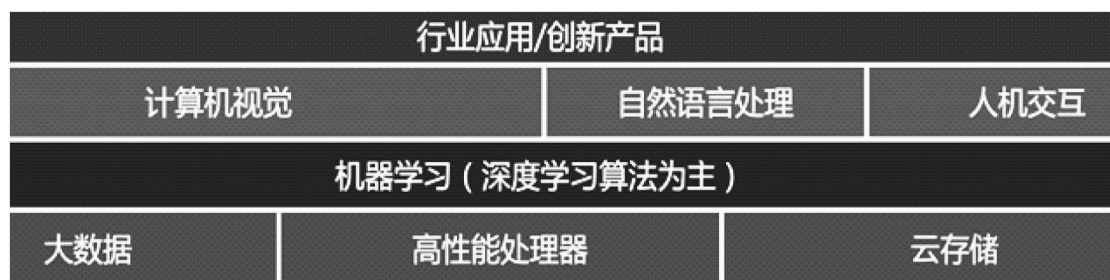 行业应用/创新产品
计算机视觉 自然语言处理 人机交互
机器学习（深度学习算法为主）
大数据 高性能处理器 云存储